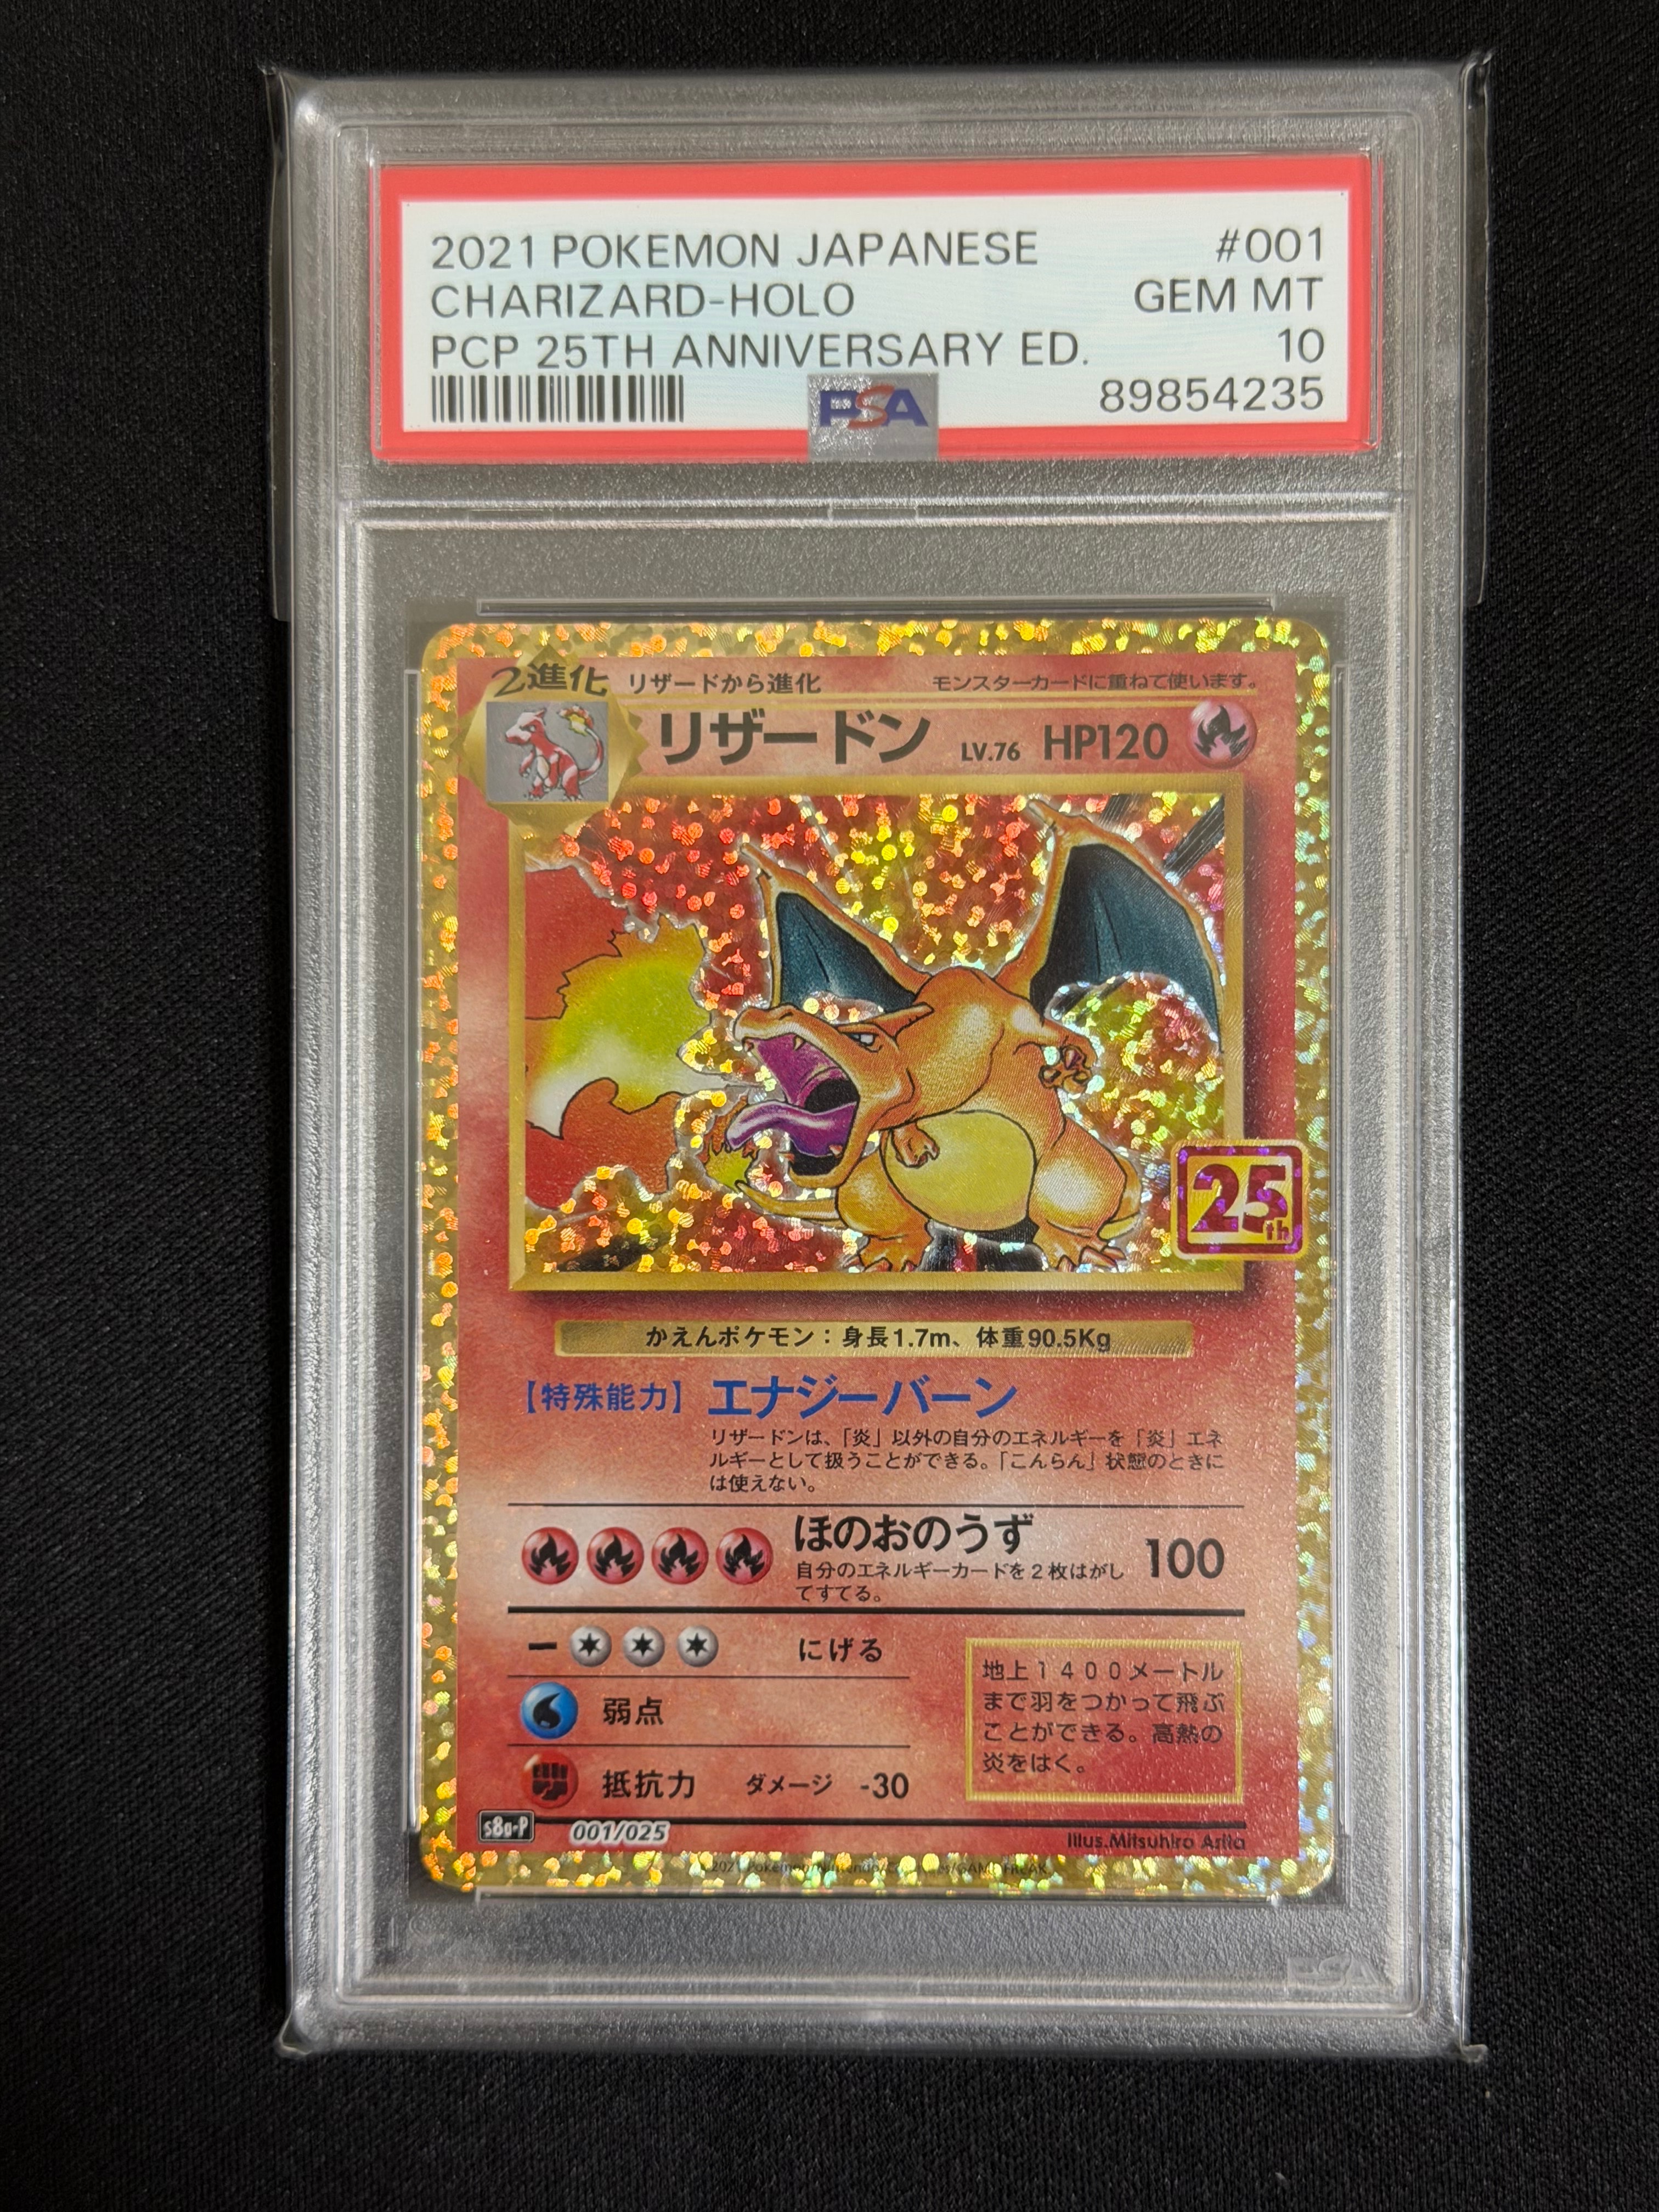 2021 POKEMON JAPANESE #001
CHARIZARD-HOLO GEM MT
PCP 25TH ANNIVERSARY ED. 10
PSA 89854235
2進化 リザードから進化 モンスターカードに重ねて使います。
リザードン LV.76 HP120
25th
かえんポケモン：身長1.7m、体重90.5Kg
【特殊能力】 エナジーバーン
リザードンは、「炎」以外の自分のエネルギーを「炎」エネ
ルギーとして扱うことができる。「こんらん」状態のときに
は使えない。
ほのおのうず 100
自分のエネルギーカードを２枚はがし
てすてる。
ー にげる
弱点
抵抗力 ダメージ -30
地上１４００メートル
まで羽をつかって飛ぶ
ことができる。高熱の
炎をはく。
s8a-P 001/025 Illus.Mitsuhiro Arita
PSA